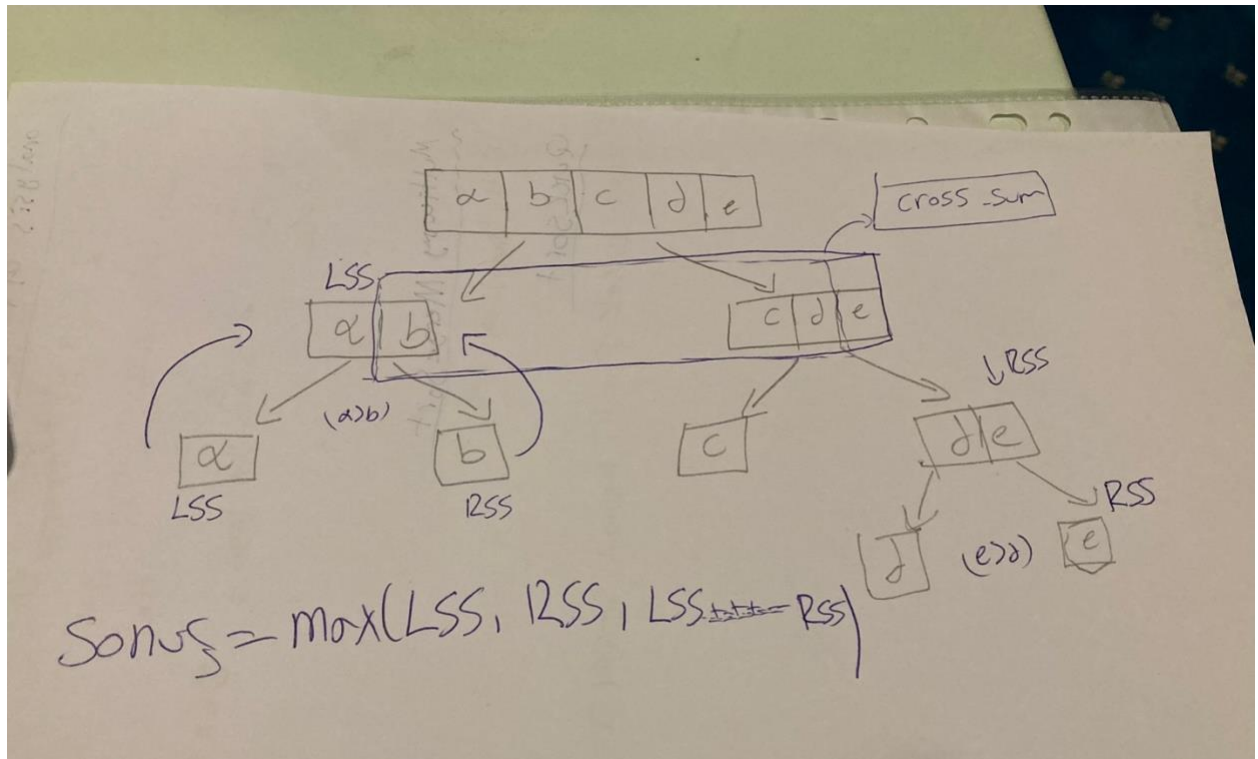 α b c d e
cross_sum
LSS
α b
c d e
RSS
(α>b)
α
b
c
d e
LSS
RSS
RSS
d
(e>d)
e
Sonuç = max(LSS, RSS, LSS RSS)